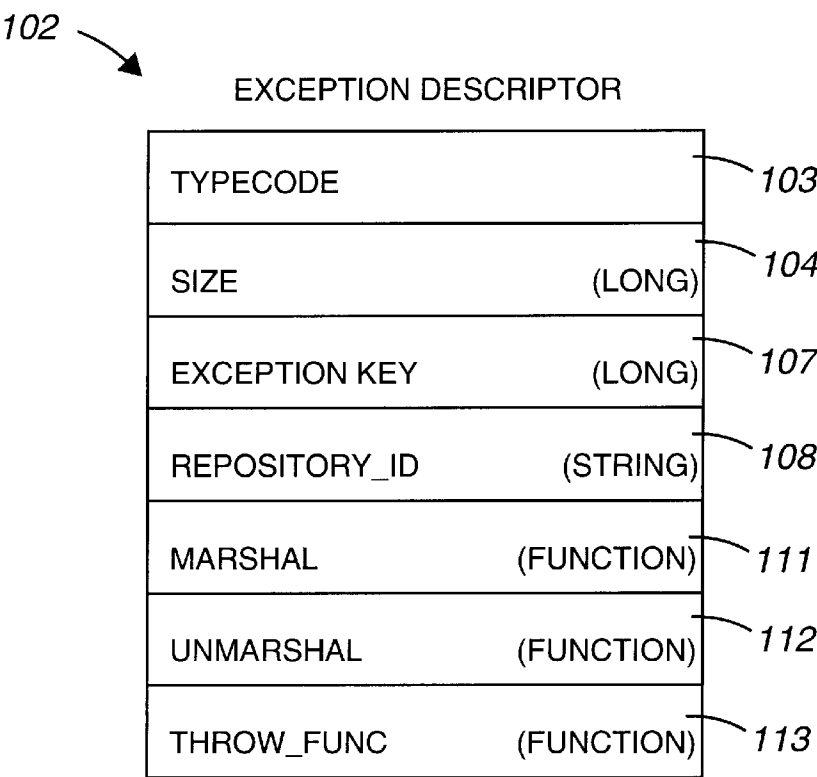 102
EXCEPTION DESCRIPTOR
TYPECODE 103
SIZE (LONG) 104
EXCEPTION KEY (LONG) 107
REPOSITORY_ID (STRING) 108
MARSHAL (FUNCTION) 111
UNMARSHAL (FUNCTION) 112
THROW_FUNC (FUNCTION) 113